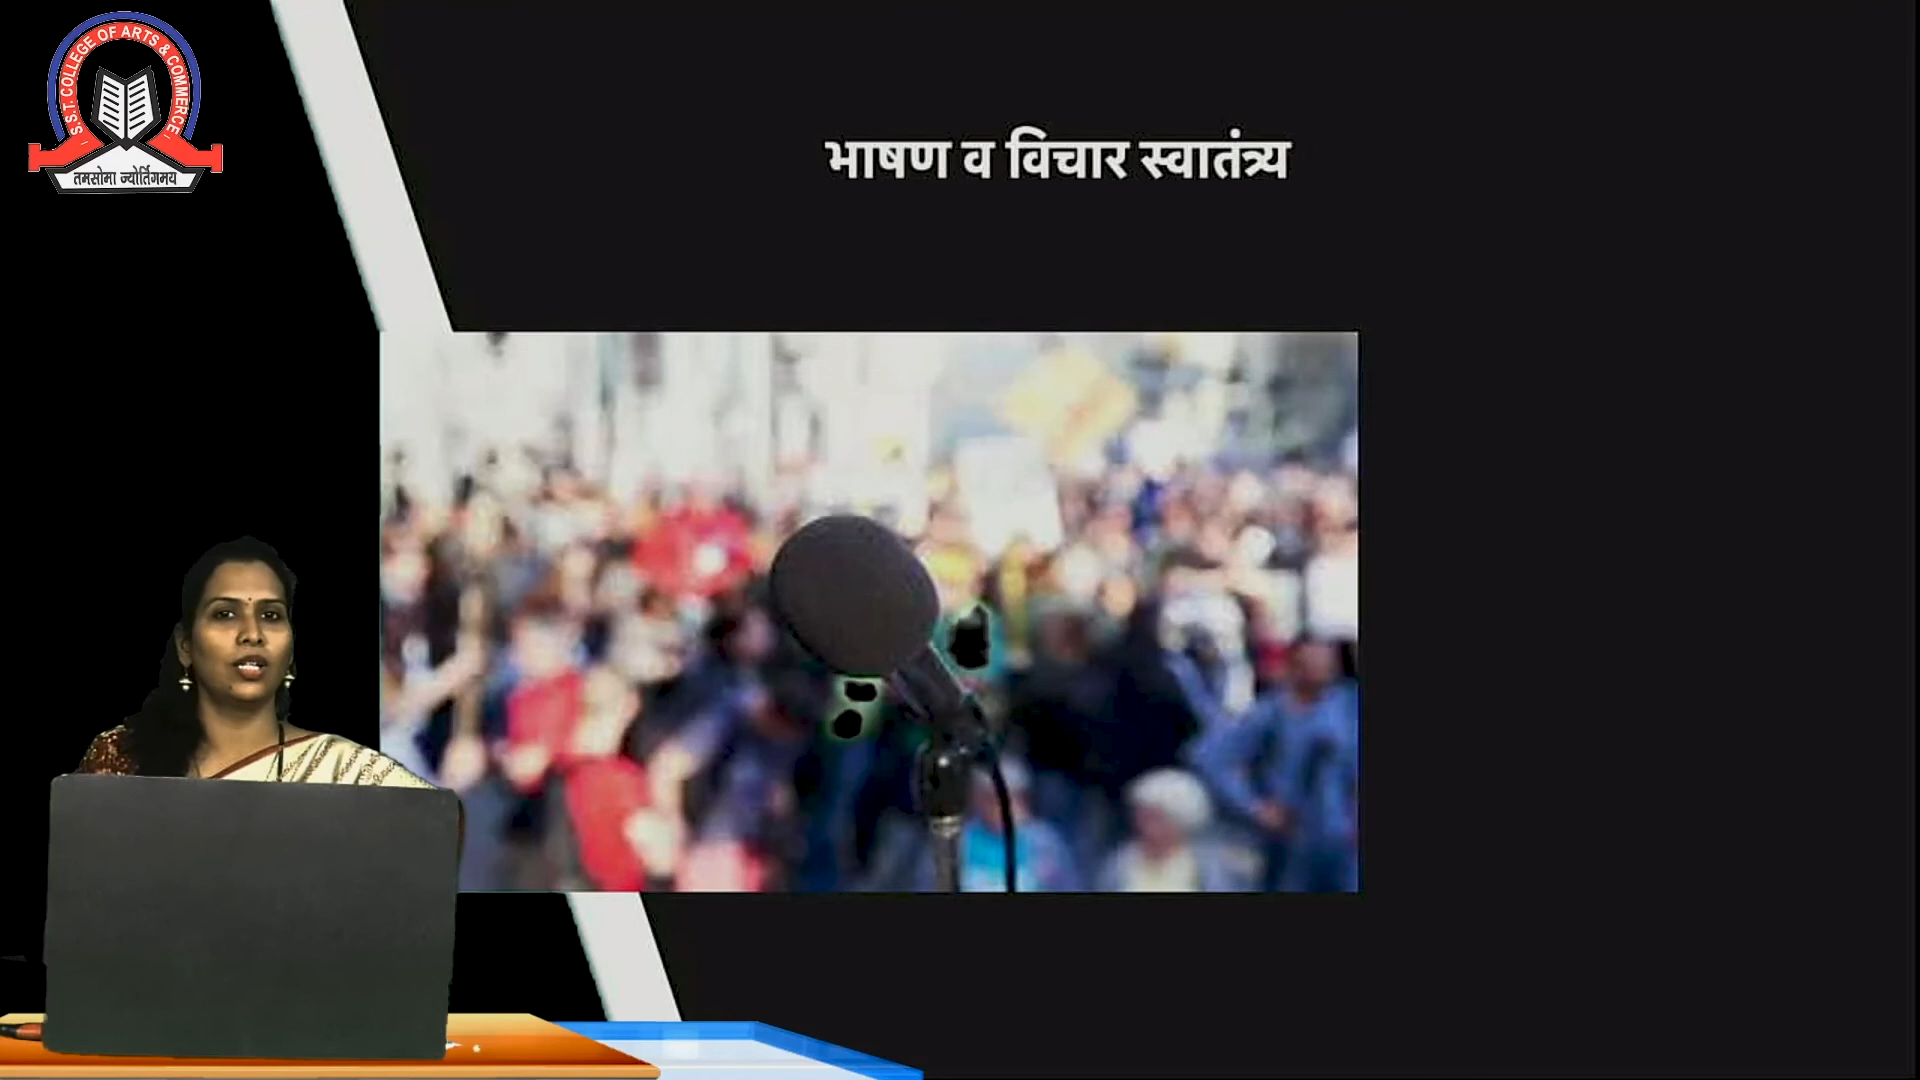 S.S.T. COLLEGE OF ARTS & COMMERCE
तमसोमा ज्योर्तिगमय
भाषण व विचार स्वातंत्र्य